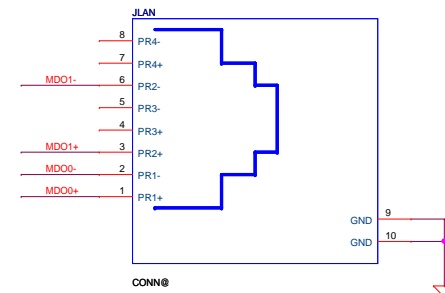 JLAN
8 PR4-
7 PR4+
MDO1- 6 PR2-
5 PR3-
4 PR3+
MDO1+ 3 PR2+
MDO0- 2 PR1-
MDO0+ 1 PR1+
GND 9
GND 10
CONN@